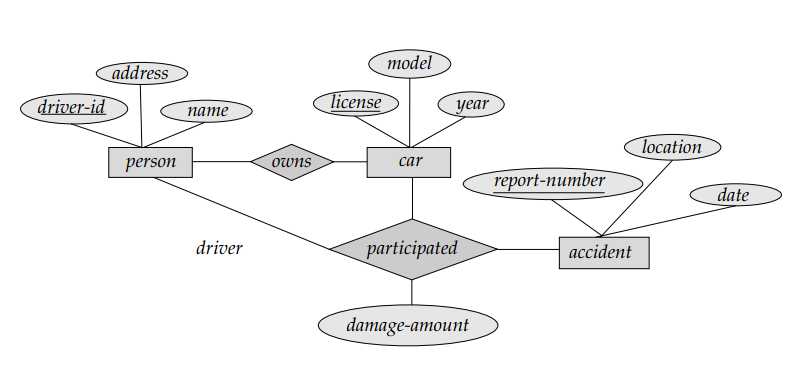 model
address
license
year
driver-id
name
location
person
owns
car
report-number
date
driver
participated
accident
damage-amount